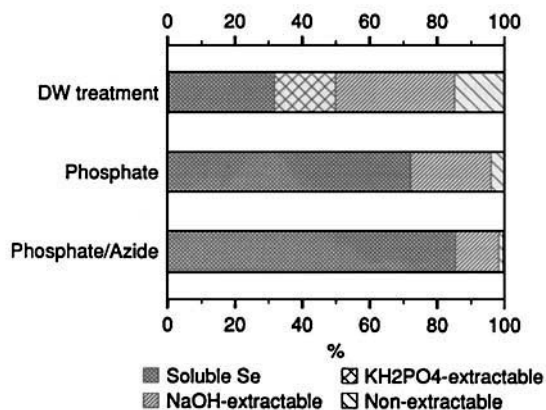 0 20 40 60 80 100
DW treatment
Phosphate
Phosphate/Azide
0 20 40 60 80 100
%
Soluble Se KH2PO4-extractable
NaOH-extractable Non-extractable